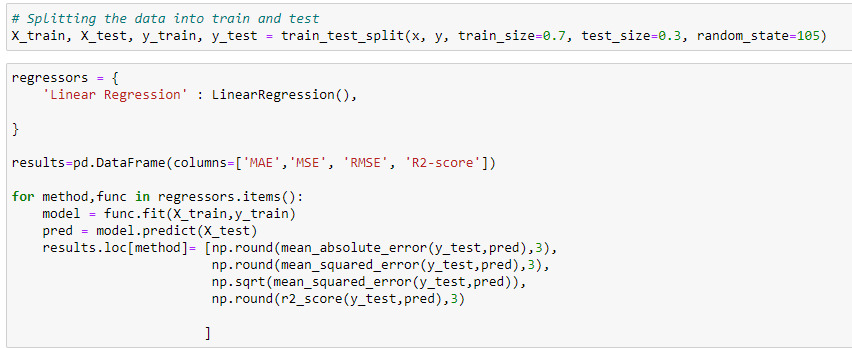 # Splitting the data into train and test
X_train, X_test, y_train, y_test = train_test_split(x, y, train_size=0.7, test_size=0.3, random_state=105)
regressors = {
    'Linear Regression' : LinearRegression(),
}
results=pd.DataFrame(columns=['MAE','MSE', 'RMSE', 'R2-score'])
for method,func in regressors.items():
    model = func.fit(X_train,y_train)
    pred = model.predict(X_test)
    results.loc[method]= [np.round(mean_absolute_error(y_test,pred),3),
                          np.round(mean_squared_error(y_test,pred),3),
                          np.sqrt(mean_squared_error(y_test,pred)),
                          np.round(r2_score(y_test,pred),3)
                         ]